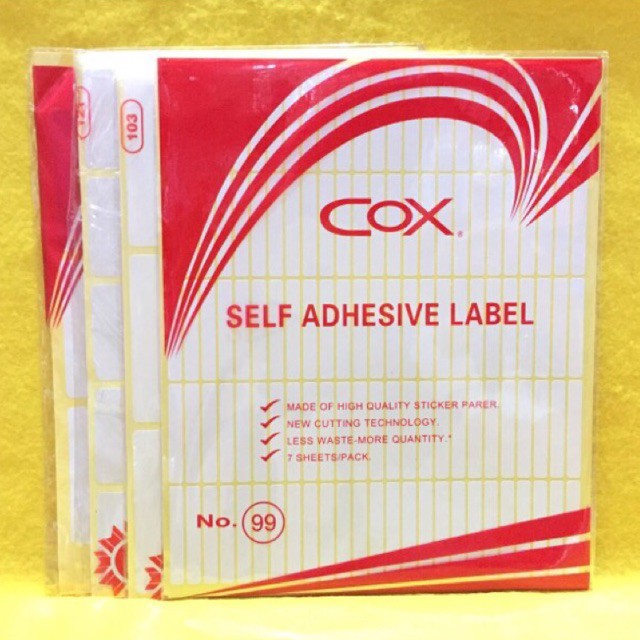 121
103
COX®
SELF ADHESIVE LABEL
MADE OF HIGH QUALITY STICKER PARER.
NEW CUTTING TECHNOLOGY.
LESS WASTE-MORE QUANTITY.*
7 SHEETS/PACK.
No. 99